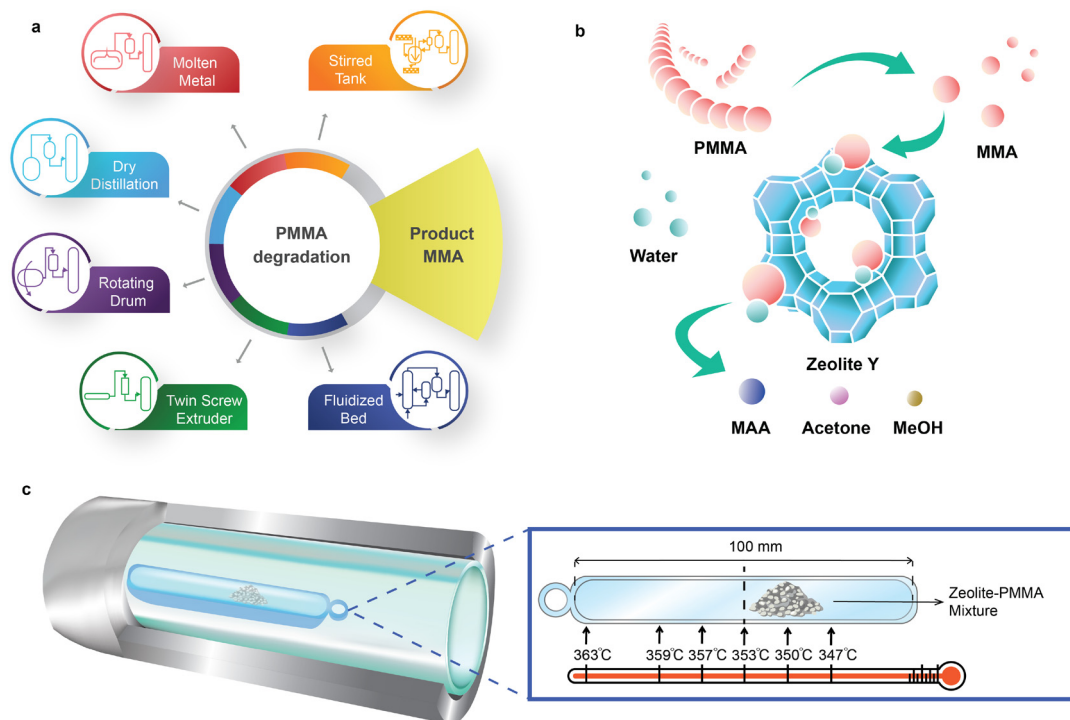 a
Molten
Metal
Stirred
Tank
Dry
Distillation
Rotating
Drum
Twin Screw
Extruder
Fluidized
Bed
PMMA
degradation
Product
MMA
b
PMMA
MMA
Water
Zeolite Y
MAA
Acetone
MeOH
c
100 mm
Zeolite-PMMA
Mixture
363°C
359°C
357°C
353°C
350°C
347°C